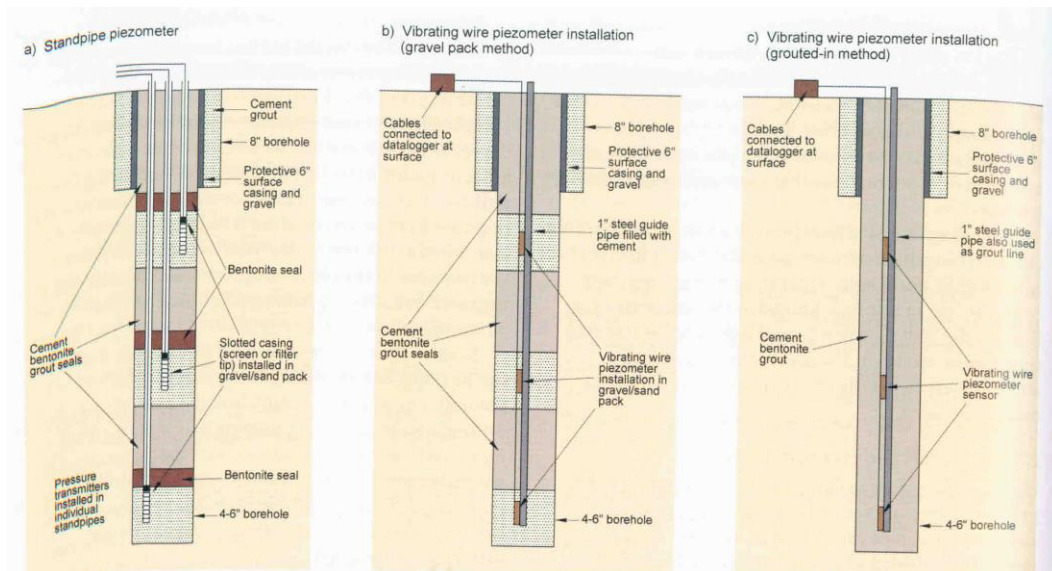 a) Standpipe piezometer
Cement
grout
8" borehole
Protective 6"
surface
casing and
gravel
Bentonite seal
Cement
bentonite
grout seals
Slotted casing
(screen or filter
tip) installed in
gravel/sand pack
Pressure
transmitters
installed in
individual
standpipes
Bentonite seal
4-6" borehole
b) Vibrating wire piezometer installation
(gravel pack method)
Cables
connected to
datalogger at
surface
8" borehole
Protective 6"
surface
casing and
gravel
1" steel guide
pipe filled with
cement
Cement
bentonite
grout seals
Vibrating wire
piezometer
installation in
gravel/sand
pack
4-6" borehole
c) Vibrating wire piezometer installation
(grouted-in method)
Cables
connected to
datalogger at
surface
8" borehole
Protective 6"
surface
casing and
gravel
1" steel guide
pipe also used
as grout line
Cement
bentonite
grout
Vibrating wire
piezometer
sensor
4-6" borehole